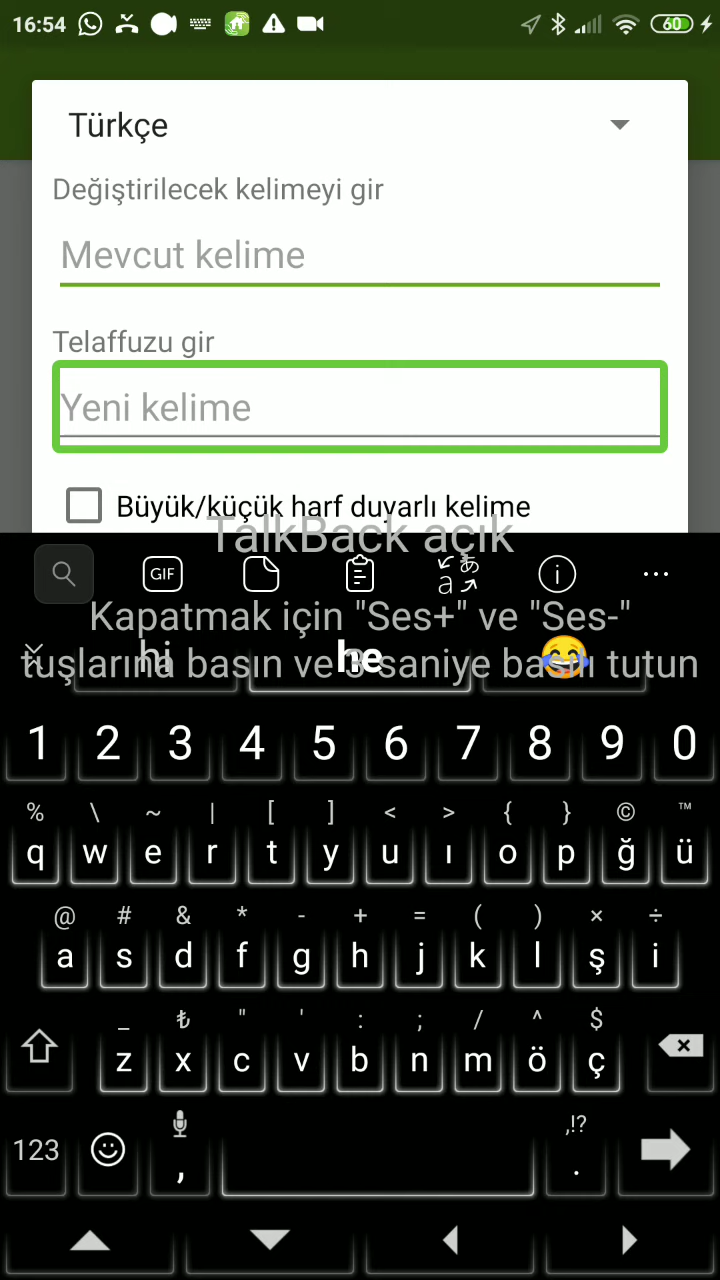 16:54
60
Türkçe
Değiştirilecek kelimeyi gir
Mevcut kelime
Telaffuzu gir
Yeni kelime
Büyük/küçük harf duyarlı kelime
TalkBack açık
GIF
Kapatmak için "Ses+" ve "Ses-"
tuşlarına basın ve 3 saniye basılı tutun
hi he 😂
1 2 3 4 5 6 7 8 9 0
% \ ~ | [ ] < > { } © ™
q w e r t y u ı o p ğ ü
@ # & * - + = ( ) × ÷
a s d f g h j k l ş i
_ ₺ " ' : ; / ^ $
z x c v b n m ö ç
,!?
123 , .